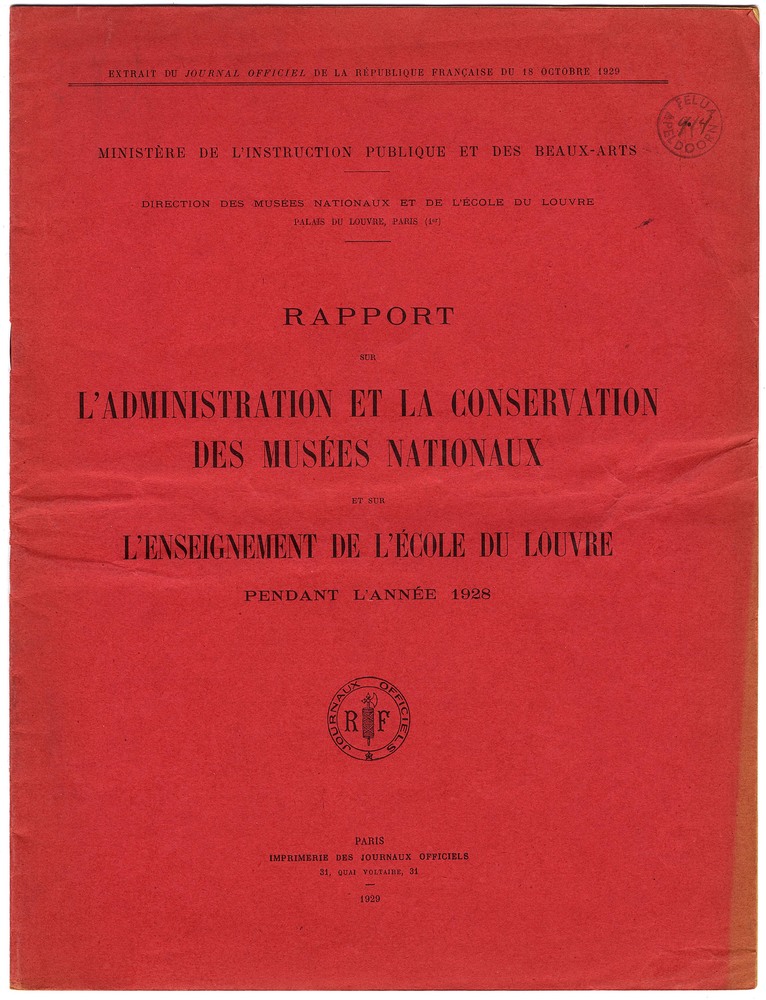 EXTRAIT DU JOURNAL OFFICIEL DE LA RÉPUBLIQUE FRANÇAISE DU 18 OCTOBRE 1929
FELUA
APELDOORN
MINISTÈRE DE L'INSTRUCTION PUBLIQUE ET DES BEAUX-ARTS
DIRECTION DES MUSÉES NATIONAUX ET DE L'ÉCOLE DU LOUVRE
PALAIS DU LOUVRE, PARIS (1er)
RAPPORT
SUR
L'ADMINISTRATION ET LA CONSERVATION
DES MUSÉES NATIONAUX
ET SUR
L'ENSEIGNEMENT DE L'ÉCOLE DU LOUVRE
PENDANT L'ANNÉE 1928
JOURNAUX OFFICIELS
R F
PARIS
IMPRIMERIE DES JOURNAUX OFFICIELS
31, QUAI VOLTAIRE, 31
1929